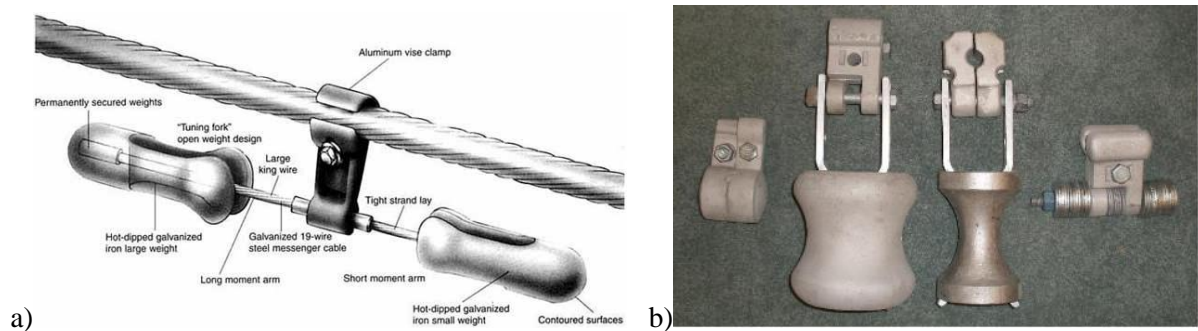 Aluminum vise clamp
Permanently secured weights
"Tuning fork"
open weight design
Large
king wire
Tight strand lay
Hot-dipped galvanized
iron large weight
Galvanized 19-wire
steel messenger cable
Long moment arm
Short moment arm
Hot-dipped galvanized
iron small weight
Contoured surfaces
a)
b)